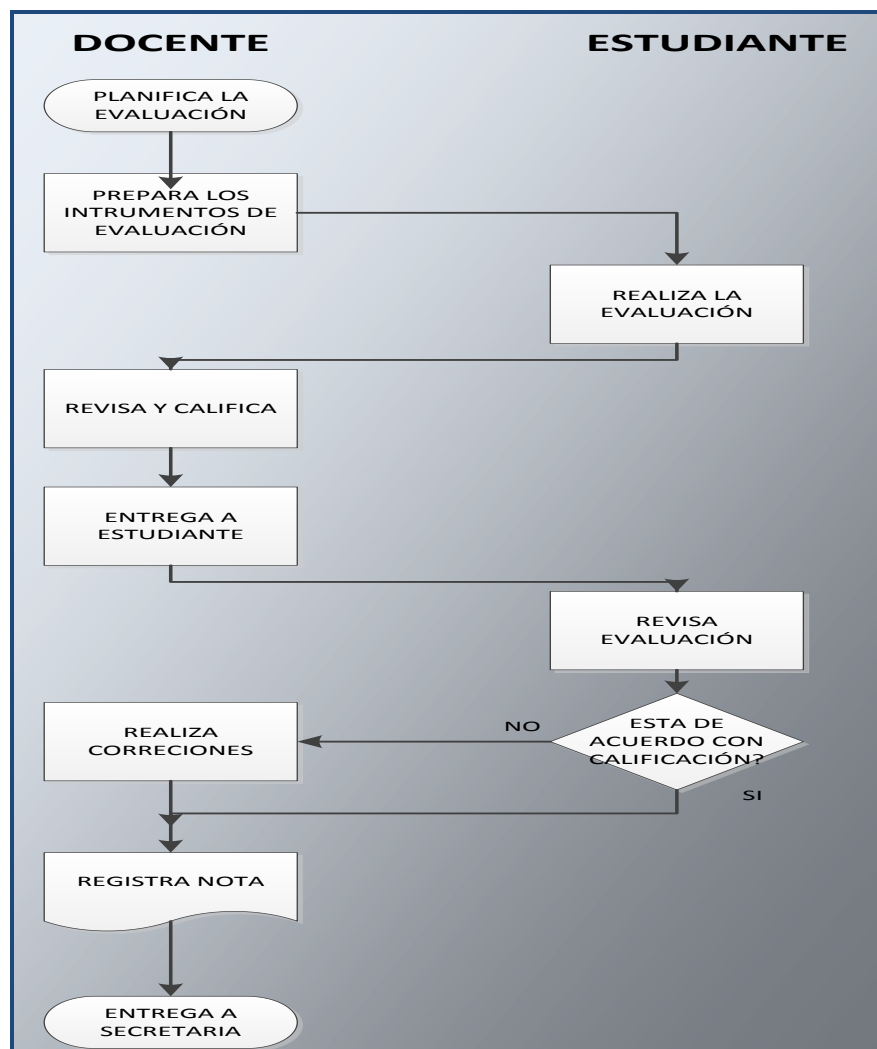 DOCENTE
ESTUDIANTE
PLANIFICA LA
EVALUACIÓN
PREPARA LOS
INTRUMENTOS DE
EVALUACIÓN
REALIZA LA
EVALUACIÓN
REVISA Y CALIFICA
ENTREGA A
ESTUDIANTE
REVISA
EVALUACIÓN
ESTA DE
ACUERDO CON
CALIFICACIÓN?
NO
REALIZA
CORRECIONES
SI
REGISTRA NOTA
ENTREGA A
SECRETARIA